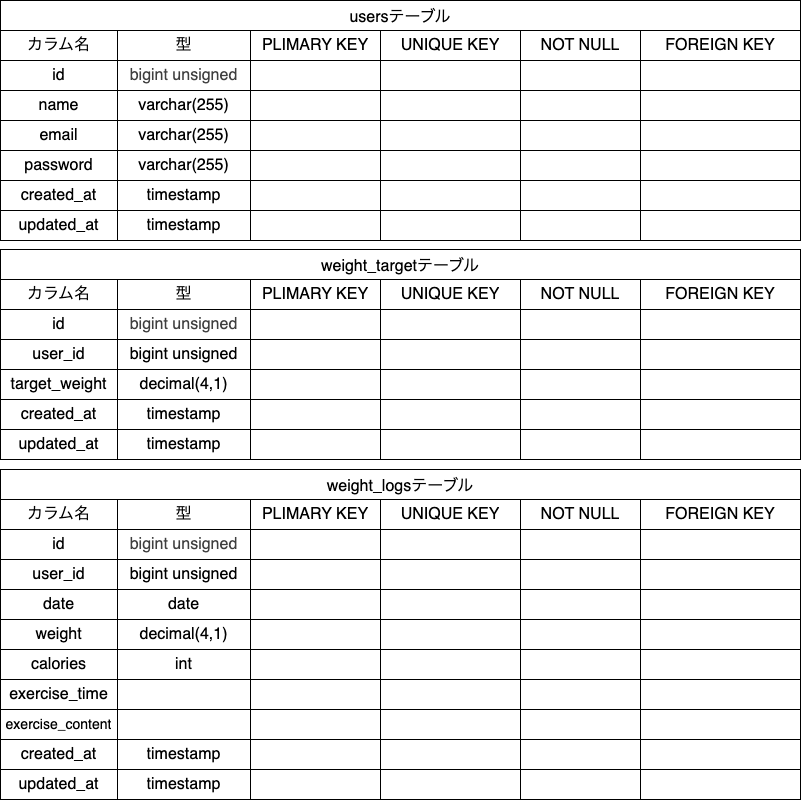 usersテーブル
カラム名 型 PLIMARY KEY UNIQUE KEY NOT NULL FOREIGN KEY
id bigint unsigned
name varchar(255)
email varchar(255)
password varchar(255)
created_at timestamp
updated_at timestamp
weight_targetテーブル
カラム名 型 PLIMARY KEY UNIQUE KEY NOT NULL FOREIGN KEY
id bigint unsigned
user_id bigint unsigned
target_weight decimal(4,1)
created_at timestamp
updated_at timestamp
weight_logsテーブル
カラム名 型 PLIMARY KEY UNIQUE KEY NOT NULL FOREIGN KEY
id bigint unsigned
user_id bigint unsigned
date date
weight decimal(4,1)
calories int
exercise_time
exercise_content
created_at timestamp
updated_at timestamp